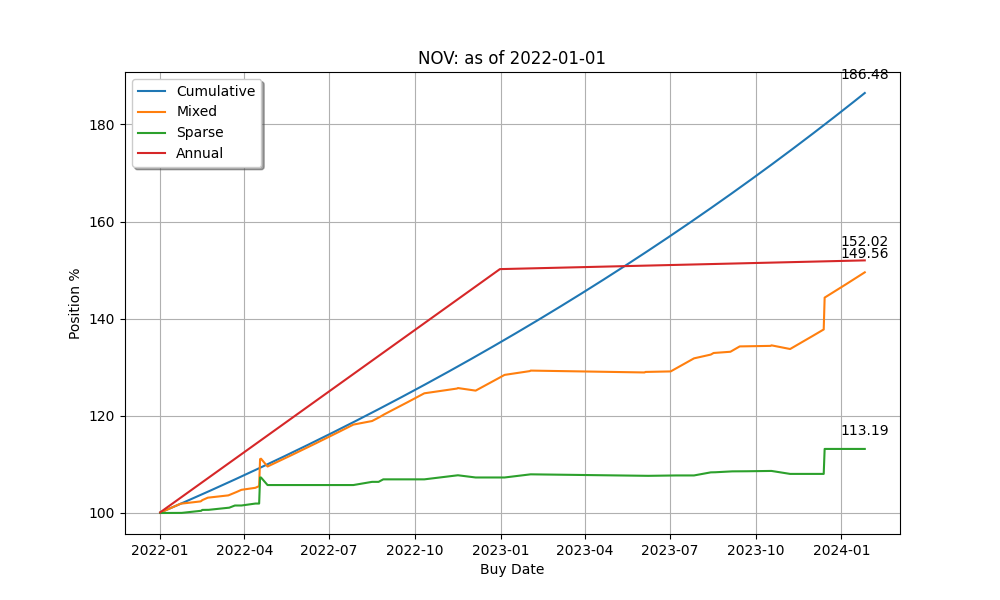 NOV: as of 2022-01-01
186.48
Cumulative
Mixed
Sparse
Annual
180
160
152.02
149.56
140
120
113.19
100
Position %
2022-01
2022-04
2022-07
2022-10
2023-01
2023-04
2023-07
2023-10
2024-01
Buy Date